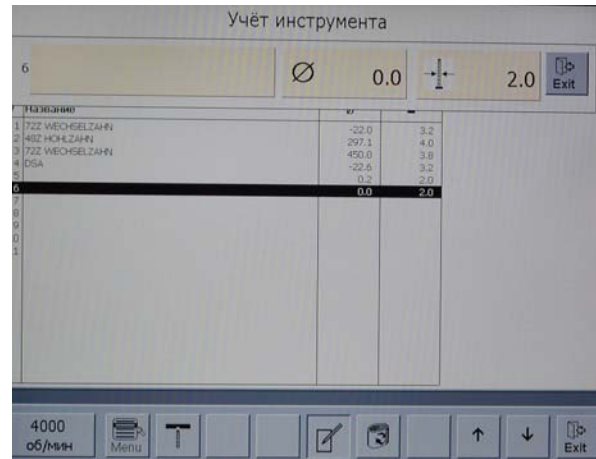 Учёт инструмента
6 Ø 0.0 2.0 Exit
Название Ø
1 72Z WECHSELZAHN -22.0 3.2
2 48Z HOHLZAHN 297.1 4.0
3 72Z WECHSELZAHN 450.0 3.8
4 DSA -22.6 3.2
5 0.2 2.0
6 0.0 2.0
7
8
9
0
1
4000 об/мин Menu Exit